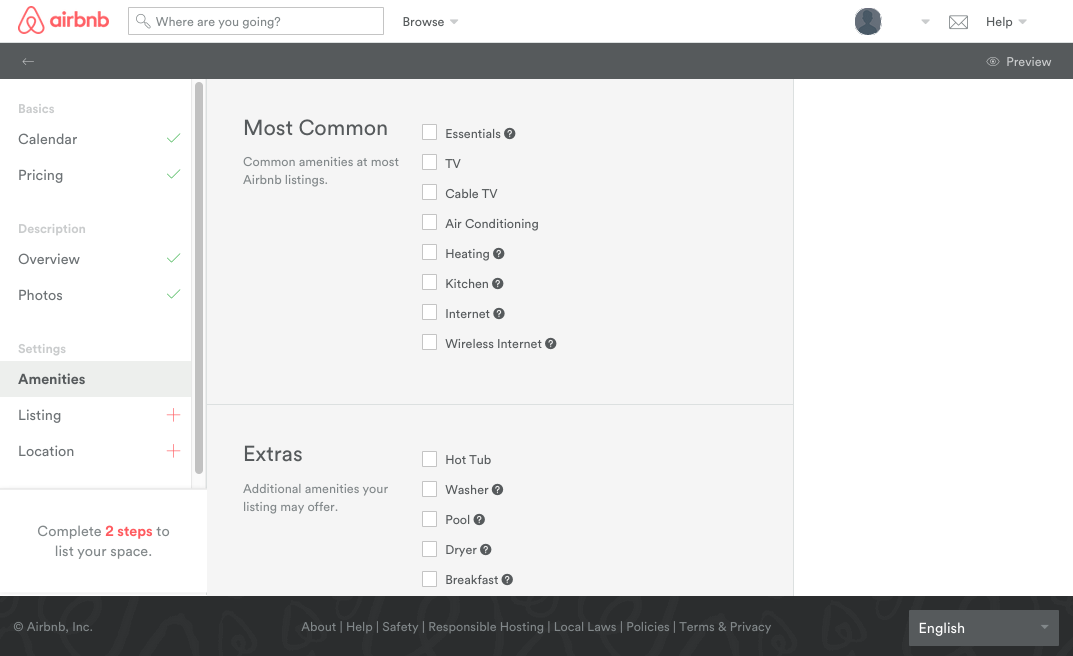 airbnb
Where are you going?
Browse
Help
Preview
Basics
Calendar
Pricing
Description
Overview
Photos
Settings
Amenities
Listing
Location
Complete 2 steps to
list your space.
Most Common
Common amenities at most
Airbnb listings.
Essentials ?
TV
Cable TV
Air Conditioning
Heating ?
Kitchen ?
Internet ?
Wireless Internet ?
Extras
Additional amenities your
listing may offer.
Hot Tub
Washer ?
Pool ?
Dryer ?
Breakfast ?
© Airbnb, Inc.
About | Help | Safety | Responsible Hosting | Local Laws | Policies | Terms & Privacy
English